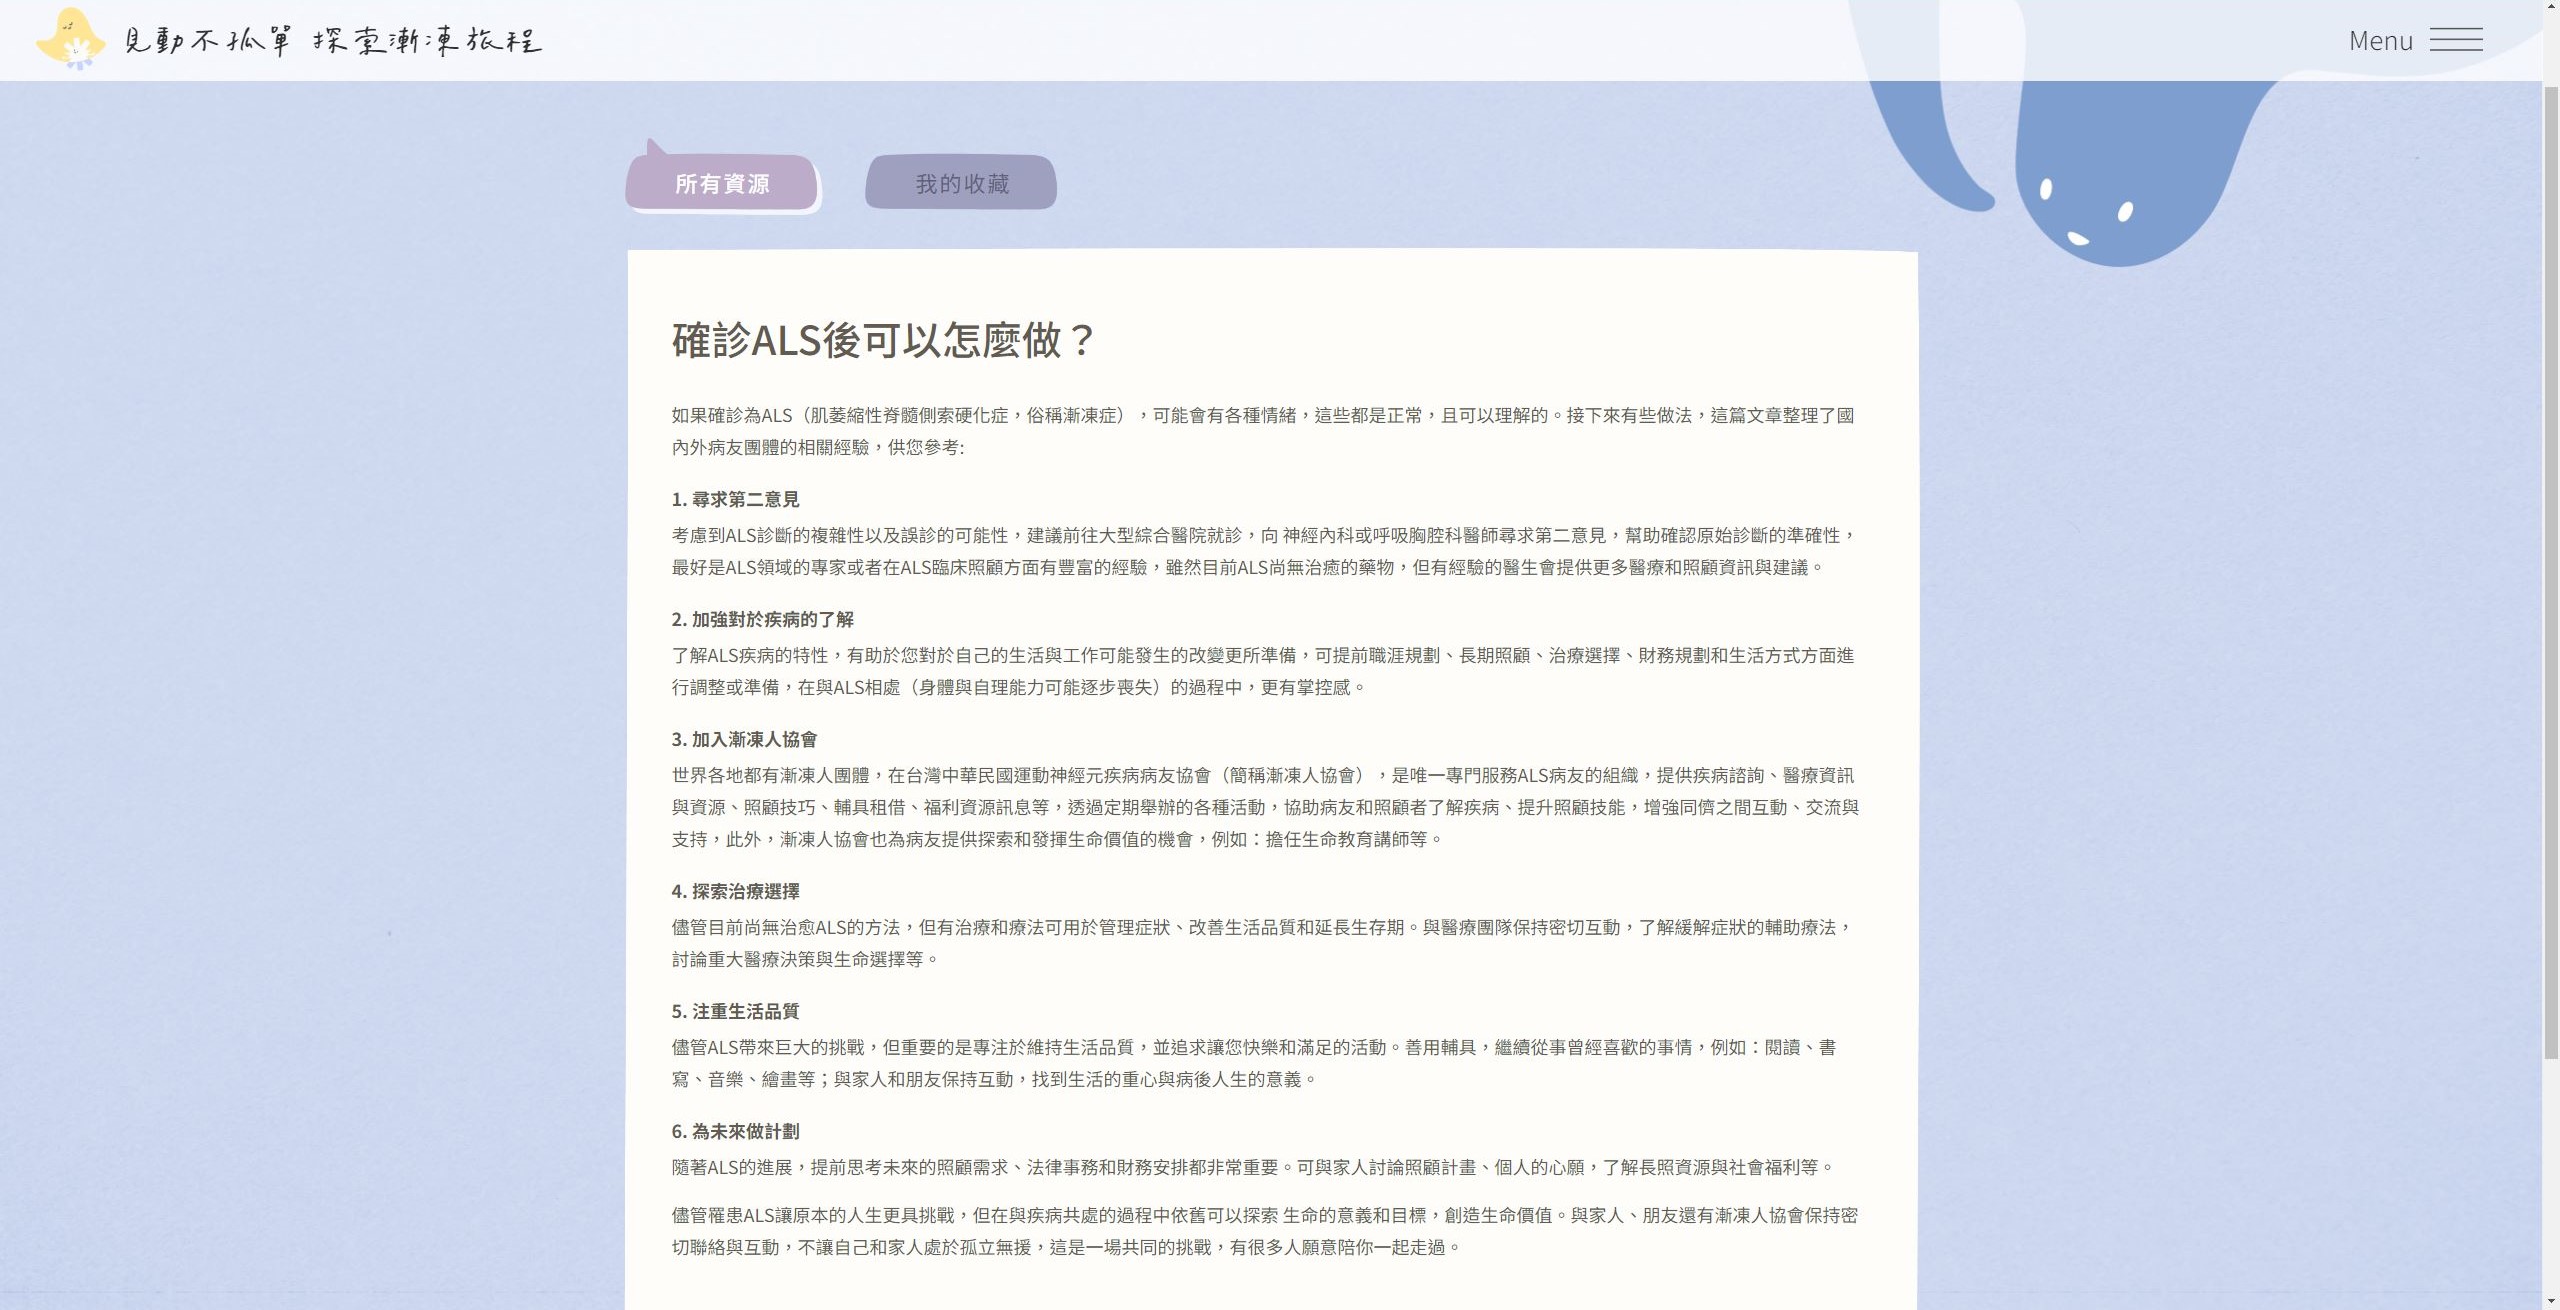 見動不孤單 探索漸凍旅程
Menu
所有資源
我的收藏
確診ALS後可以怎麼做？
如果確診為ALS（肌萎縮性脊髓側索硬化症，俗稱漸凍症），可能會有各種情緒，這些都是正常，且可以理解的。接下來有些做法，這篇文章整理了國
內外病友團體的相關經驗，供您參考:
1. 尋求第二意見
考慮到ALS診斷的複雜性以及誤診的可能性，建議前往大型綜合醫院就診，向 神經內科或呼吸胸腔科醫師尋求第二意見，幫助確認原始診斷的準確性，
最好是ALS領域的專家或者在ALS臨床照顧方面有豐富的經驗，雖然目前ALS尚無治癒的藥物，但有經驗的醫生會提供更多醫療和照顧資訊與建議。
2. 加強對於疾病的了解
了解ALS疾病的特性，有助於您對於自己的生活與工作可能發生的改變更所準備，可提前職涯規劃、長期照顧、治療選擇、財務規劃和生活方式方面進
行調整或準備，在與ALS相處（身體與自理能力可能逐步喪失）的過程中，更有掌控感。
3. 加入漸凍人協會
世界各地都有漸凍人團體，在台灣中華民國運動神經元疾病病友協會（簡稱漸凍人協會），是唯一專門服務ALS病友的組織，提供疾病諮詢、醫療資訊
與資源、照顧技巧、輔具租借、福利資源訊息等，透過定期舉辦的各種活動，協助病友和照顧者了解疾病、提升照顧技能，增強同儕之間互動、交流與
支持，此外，漸凍人協會也為病友提供探索和發揮生命價值的機會，例如：擔任生命教育講師等。
4. 探索治療選擇
儘管目前尚無治愈ALS的方法，但有治療和療法可用於管理症狀、改善生活品質和延長生存期。與醫療團隊保持密切互動，了解緩解症狀的輔助療法，
討論重大醫療決策與生命選擇等。
5. 注重生活品質
儘管ALS帶來巨大的挑戰，但重要的是專注於維持生活品質，並追求讓您快樂和滿足的活動。善用輔具，繼續從事曾經喜歡的事情，例如：閱讀、書
寫、音樂、繪畫等；與家人和朋友保持互動，找到生活的重心與病後人生的意義。
6. 為未來做計劃
隨著ALS的進展，提前思考未來的照顧需求、法律事務和財務安排都非常重要。可與家人討論照顧計畫、個人的心願，了解長照資源與社會福利等。
儘管罹患ALS讓原本的人生更具挑戰，但在與疾病共處的過程中依舊可以探索 生命的意義和目標，創造生命價值。與家人、朋友還有漸凍人協會保持密
切聯絡與互動，不讓自己和家人處於孤立無援，這是一場共同的挑戰，有很多人願意陪你一起走過。